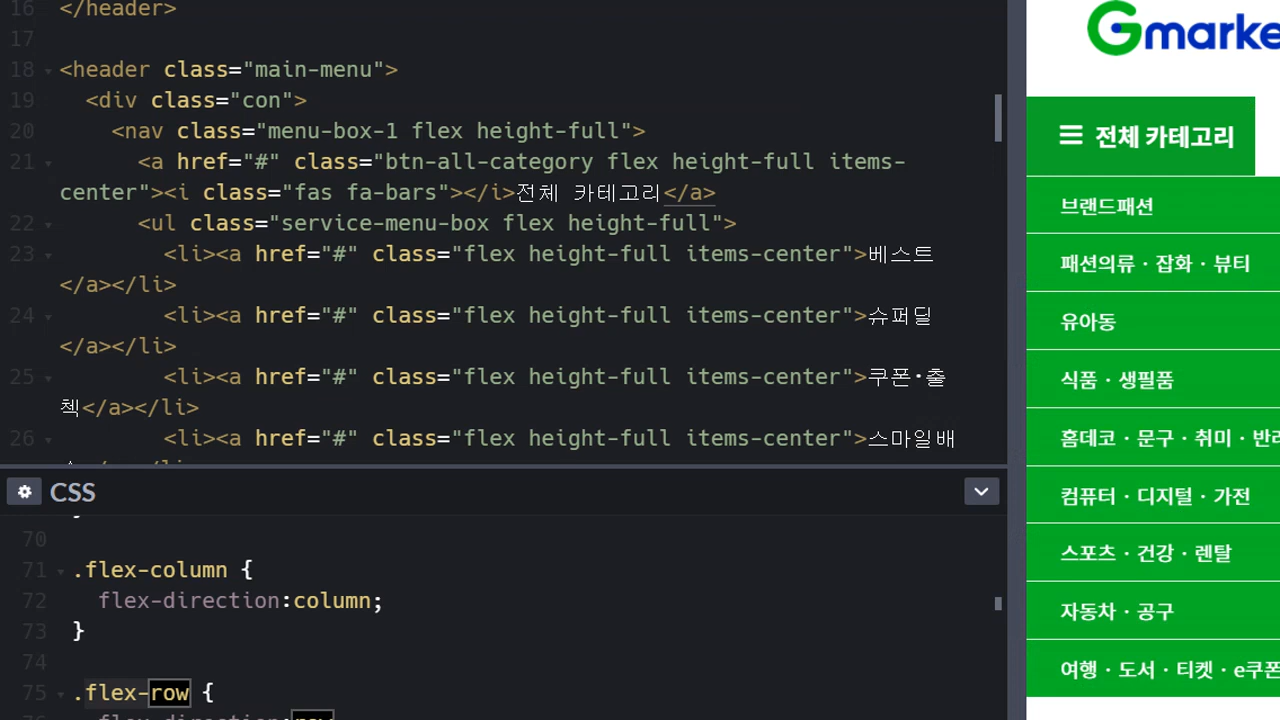 16 </header>
17
18 <header class="main-menu">
19 <div class="con">
20 <nav class="menu-box-1 flex height-full">
21 <a href="#" class="btn-all-category flex height-full items-
center"><i class="fas fa-bars"></i>전체 카테고리</a>
22 <ul class="service-menu-box flex height-full">
23 <li><a href="#" class="flex height-full items-center">베스트
</a></li>
24 <li><a href="#" class="flex height-full items-center">슈퍼딜
</a></li>
25 <li><a href="#" class="flex height-full items-center">쿠폰·출
첵</a></li>
26 <li><a href="#" class="flex height-full items-center">스마일배
CSS
70
71 .flex-column {
72 flex-direction:column;
73 }
74
75 .flex-row {
76 flex-direction:row
Gmarke
전체 카테고리
브랜드패션
패션의류 · 잡화 · 뷰티
유아동
식품 · 생필품
홈데코 · 문구 · 취미 · 반려
컴퓨터 · 디지털 · 가전
스포츠 · 건강 · 렌탈
자동차 · 공구
여행 · 도서 · 티켓 · e쿠폰